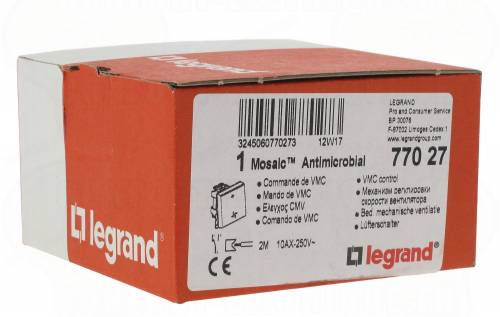 LEGRAND
Pro and Consumer Service
BP 30076
F-87002 Limoges Cedex 1
www.legrandgroup.com
3245060770273 12W17
1 Mosaic™ Antimicrobial 770 27
• Commande de VMC
• Mando de VMC
• Ελεγχος CMV
• Comando de VMC
• VMC control
• Механизм регулировки
скорости вентилятора
• Bed. mechanische ventilatie
• Lüfterschalter
2M 10AX-250V~
CE
legrand
legrand